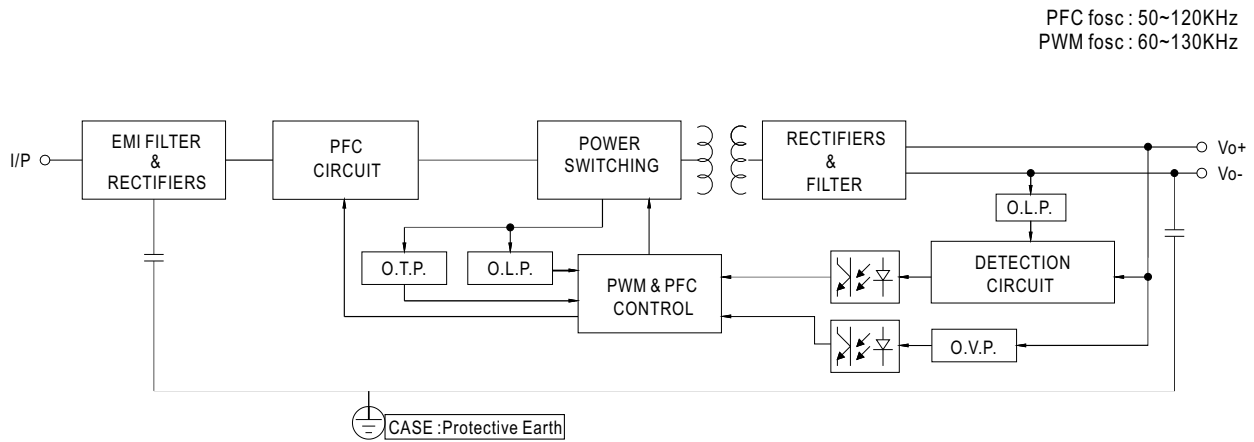 PFC fosc : 50~120KHz
PWM fosc : 60~130KHz
I/P
EMI FILTER
&
RECTIFIERS
PFC
CIRCUIT
POWER
SWITCHING
RECTIFIERS
&
FILTER
Vo+
Vo-
O.L.P.
O.T.P.
O.L.P.
PWM & PFC
CONTROL
DETECTION
CIRCUIT
O.V.P.
CASE :Protective Earth